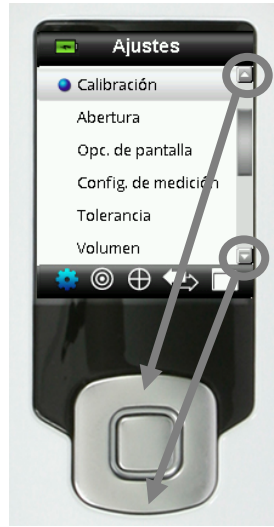 Ajustes
Calibración
Abertura
Opc. de pantalla
Config. de medición
Tolerancia
Volumen